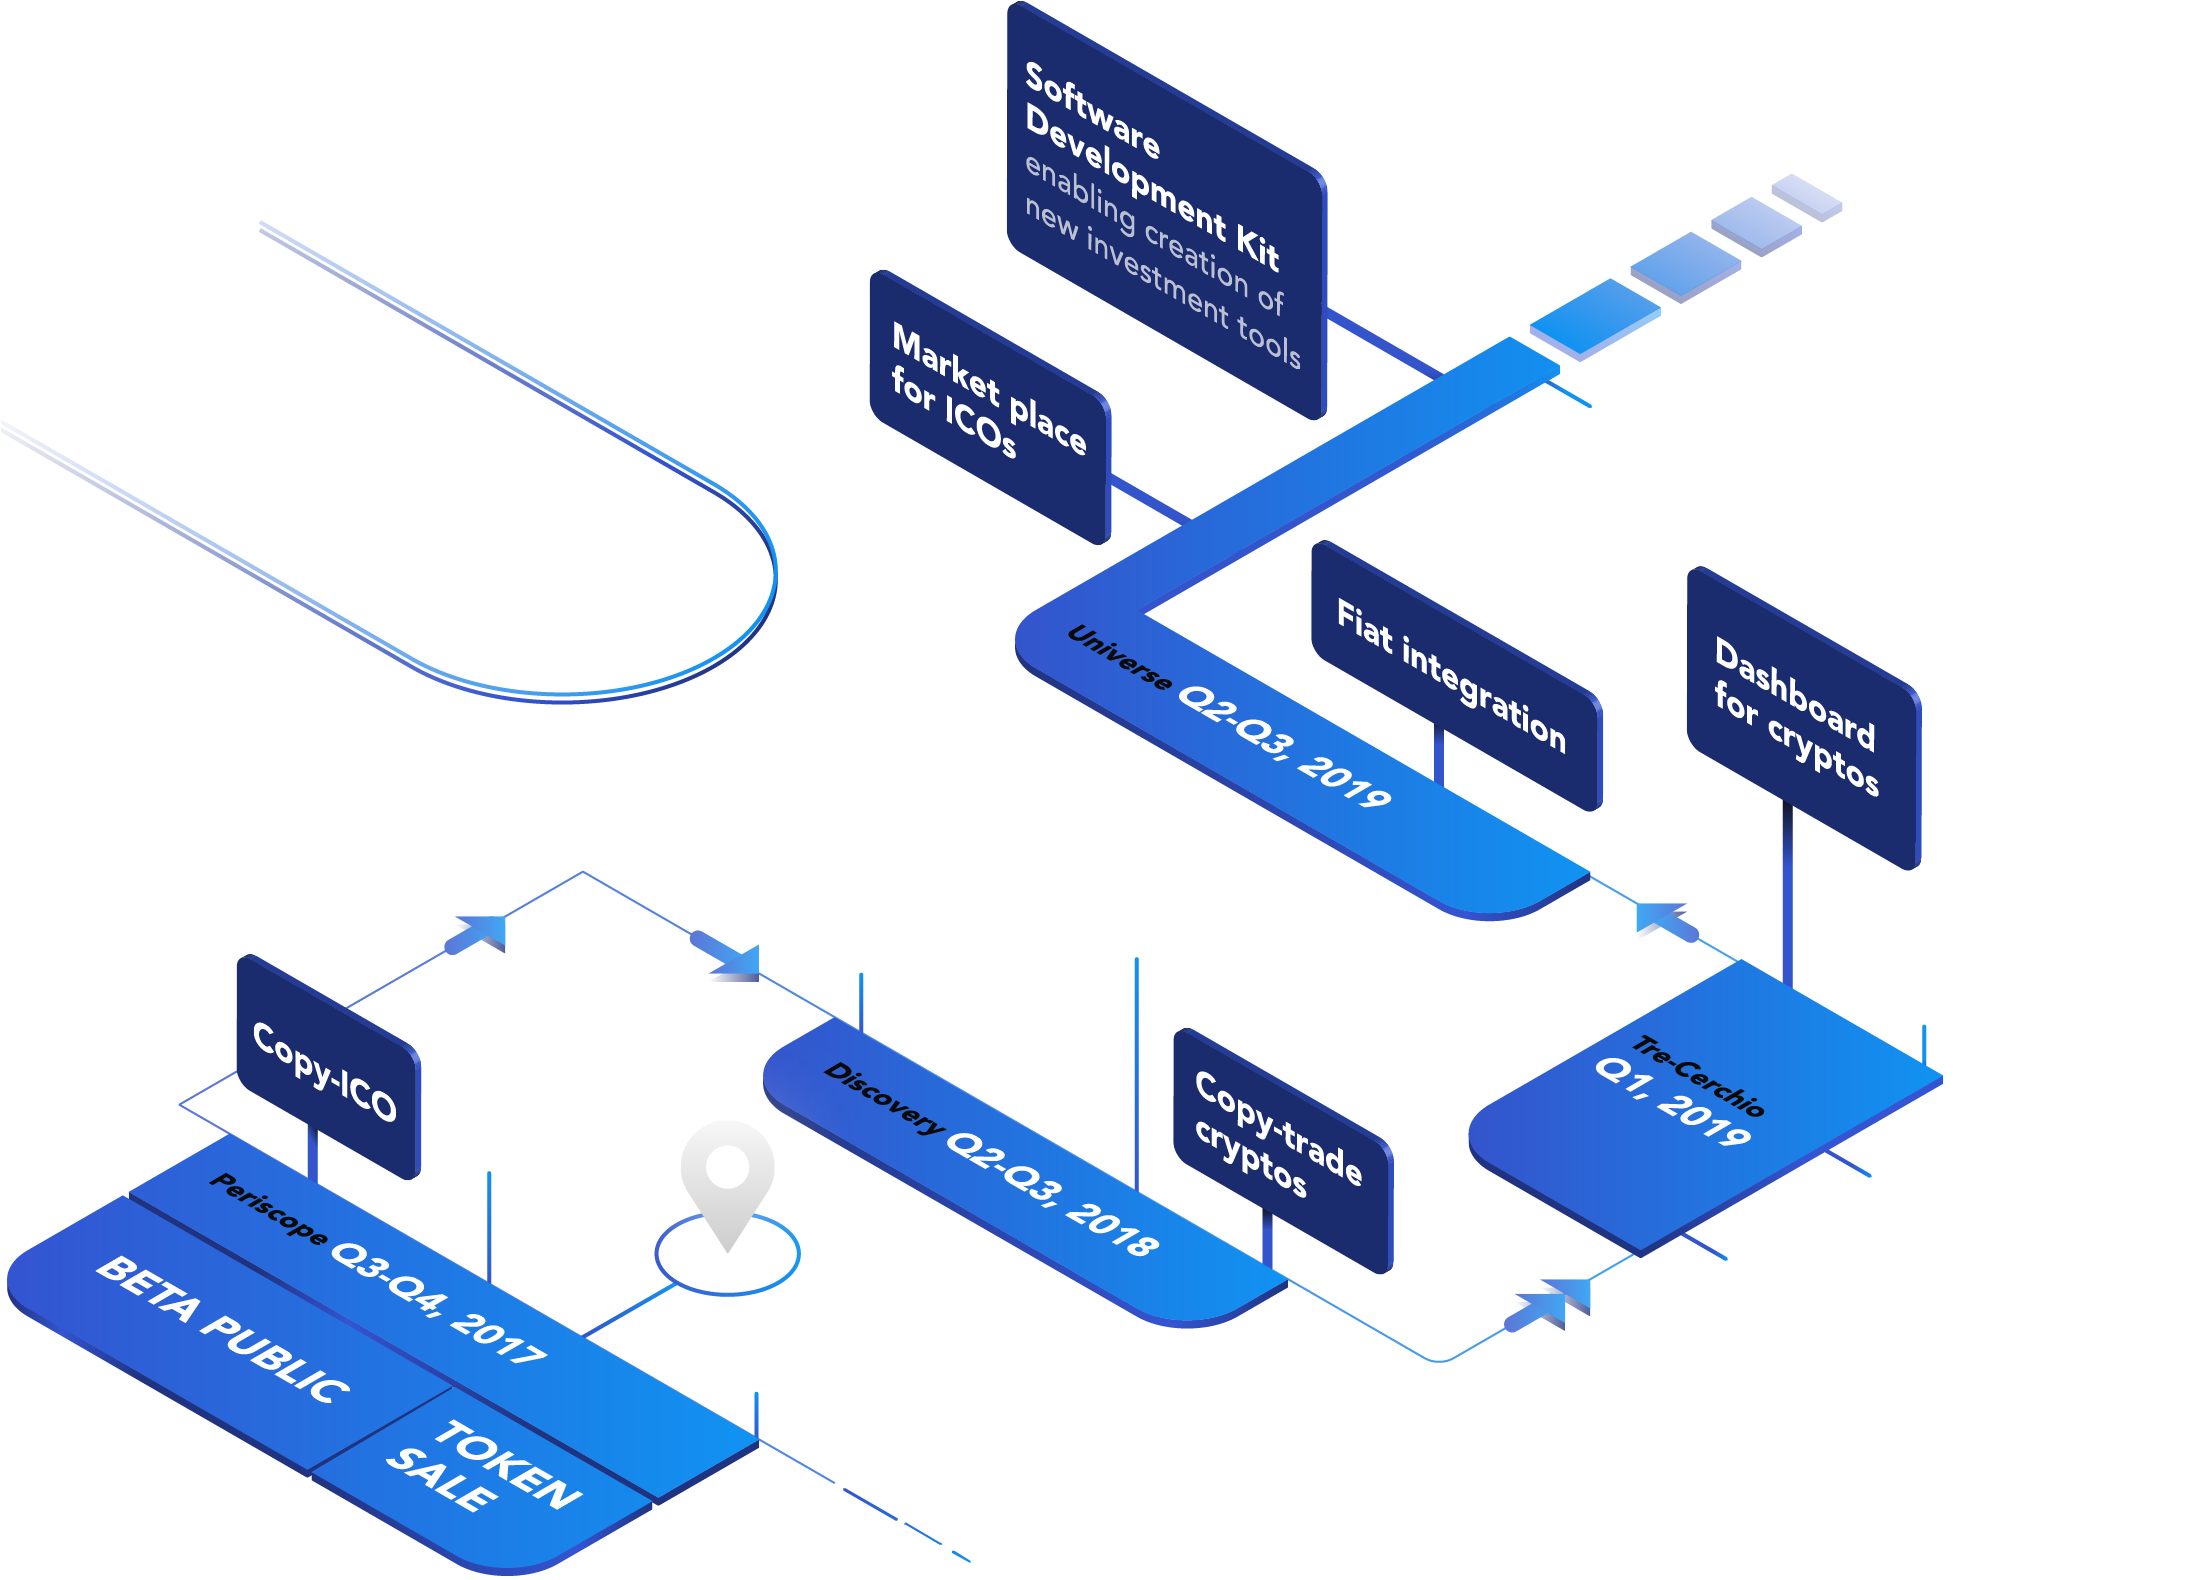 Software
Development Kit
enabling creation of
new investment tools
Market place
for ICOs
Fiat integration
Dashboard
for cryptos
Universe Q2-Q3, 2019
Copy-ICO
Copy-trade
cryptos
Tre-Cerchio
Q1, 2019
Discovery Q2-Q3, 2018
Periscope Q3-Q4, 2017
BETA PUBLIC
TOKEN
SALE